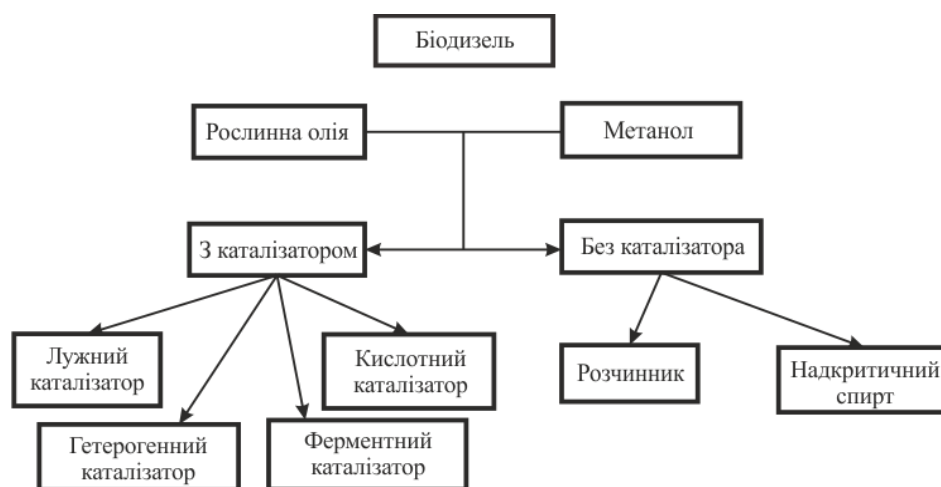 Біодизель
Рослинна олія
Метанол
З каталізатором
Без каталізатора
Лужний
каталізатор
Кислотний
каталізатор
Розчинник
Надкритичний
спирт
Гетерогенний
каталізатор
Ферментний
каталізатор